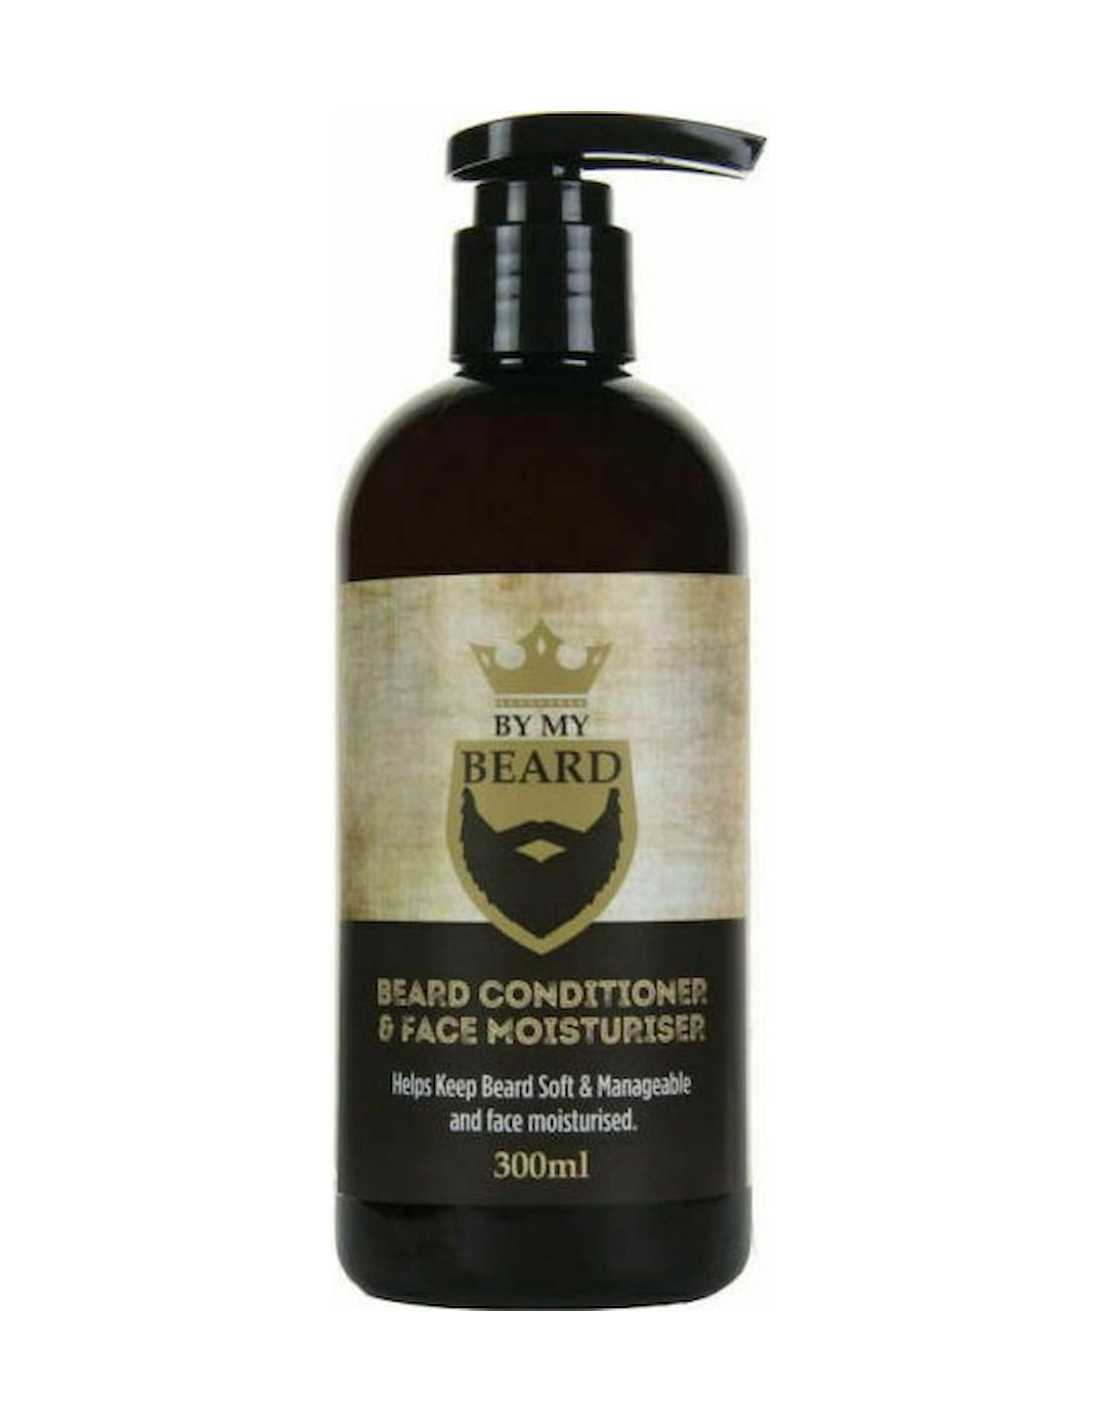 BY MY
BEARD
BEARD CONDITIONER
& FACE MOISTURISER
Helps Keep Beard Soft & Manageable
and face moisturised.
300ml